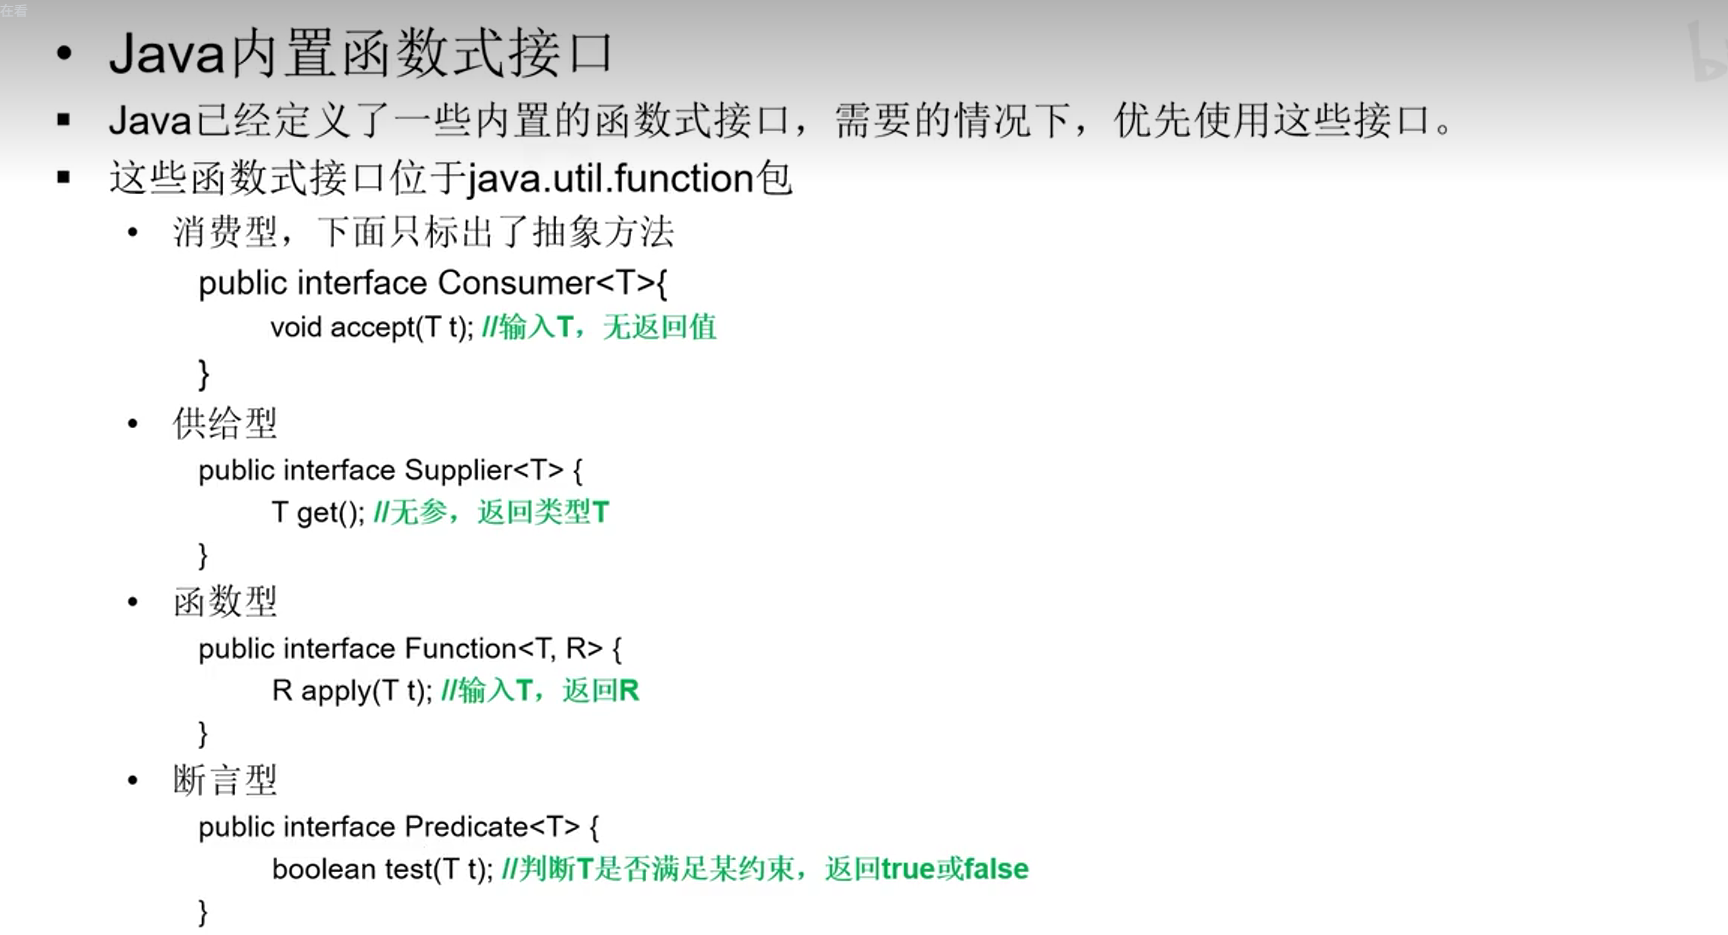 在看
• Java内置函数式接口
▪ Java已经定义了一些内置的函数式接口，需要的情况下，优先使用这些接口。
▪ 这些函数式接口位于java.util.function包
• 消费型，下面只标出了抽象方法
public interface Consumer<T>{
void accept(T t); //输入T，无返回值
}
• 供给型
public interface Supplier<T> {
T get(); //无参，返回类型T
}
• 函数型
public interface Function<T, R> {
R apply(T t); //输入T，返回R
}
• 断言型
public interface Predicate<T> {
boolean test(T t); //判断T是否满足某约束，返回true或false
}